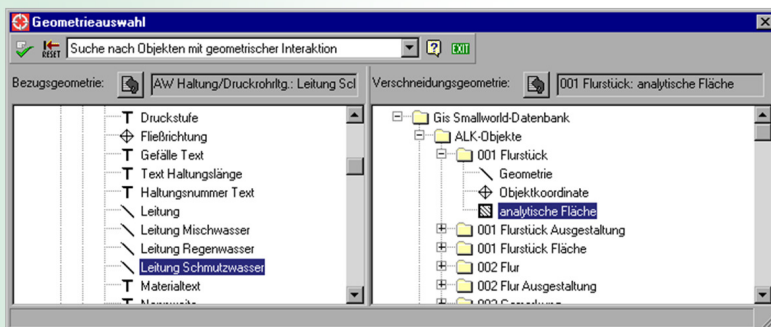 Geometrieauswahl
RESET Suche nach Objekten mit geometrischer Interaktion EXIT
Bezugsgeometrie: AW Haltung/Druckrohrltg.: Leitung Scl
Verschneidungsgeometrie: 001 Flurstück: analytische Fläche
Druckstufe
Fließrichtung
Gefälle Text
Text Haltungslänge
Haltungsnummer Text
Leitung
Leitung Mischwasser
Leitung Regenwasser
Leitung Schmutzwasser
Materialtext
Nennweite
Gis Smallworld-Datenbank
ALK-Objekte
001 Flurstück
Geometrie
Objektkoordinate
analytische Fläche
001 Flurstück Ausgestaltung
001 Flurstück Fläche
002 Flur
002 Flur Ausgestaltung
003 Gemarkung